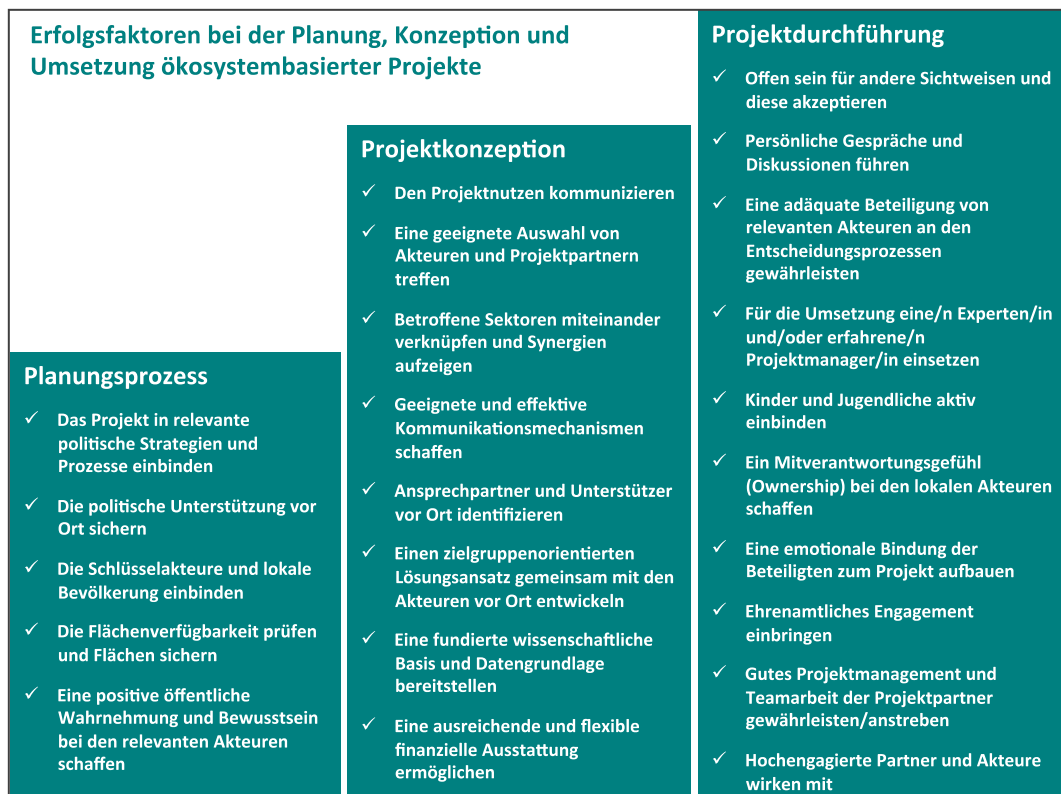 Erfolgsfaktoren bei der Planung, Konzeption und
Umsetzung ökosystembasierter Projekte
Planungsprozess
✓ Das Projekt in relevante
politische Strategien und
Prozesse einbinden
✓ Die politische Unterstützung vor
Ort sichern
✓ Die Schlüsselakteure und lokale
Bevölkerung einbinden
✓ Die Flächenverfügbarkeit prüfen
und Flächen sichern
✓ Eine positive öffentliche
Wahrnehmung und Bewusstsein
bei den relevanten Akteuren
schaffen
Projektkonzeption
✓ Den Projektnutzen kommunizieren
✓ Eine geeignete Auswahl von
Akteuren und Projektpartnern
treffen
✓ Betroffene Sektoren miteinander
verknüpfen und Synergien
aufzeigen
✓ Geeignete und effektive
Kommunikationsmechanismen
schaffen
✓ Ansprechpartner und Unterstützer
vor Ort identifizieren
✓ Einen zielgruppenorientierten
Lösungsansatz gemeinsam mit den
Akteuren vor Ort entwickeln
✓ Eine fundierte wissenschaftliche
Basis und Datengrundlage
bereitstellen
✓ Eine ausreichende und flexible
finanzielle Ausstattung
ermöglichen
Projektdurchführung
✓ Offen sein für andere Sichtweisen und
diese akzeptieren
✓ Persönliche Gespräche und
Diskussionen führen
✓ Eine adäquate Beteiligung von
relevanten Akteuren an den
Entscheidungsprozessen
gewährleisten
✓ Für die Umsetzung eine/n Experten/in
und/oder erfahrene/n
Projektmanager/in einsetzen
✓ Kinder und Jugendliche aktiv
einbinden
✓ Ein Mitverantwortungsgefühl
(Ownership) bei den lokalen Akteuren
schaffen
✓ Eine emotionale Bindung der
Beteiligten zum Projekt aufbauen
✓ Ehrenamtliches Engagement
einbringen
✓ Gutes Projektmanagement und
Teamarbeit der Projektpartner
gewährleisten/anstreben
✓ Hochengagierte Partner und Akteure
wirken mit